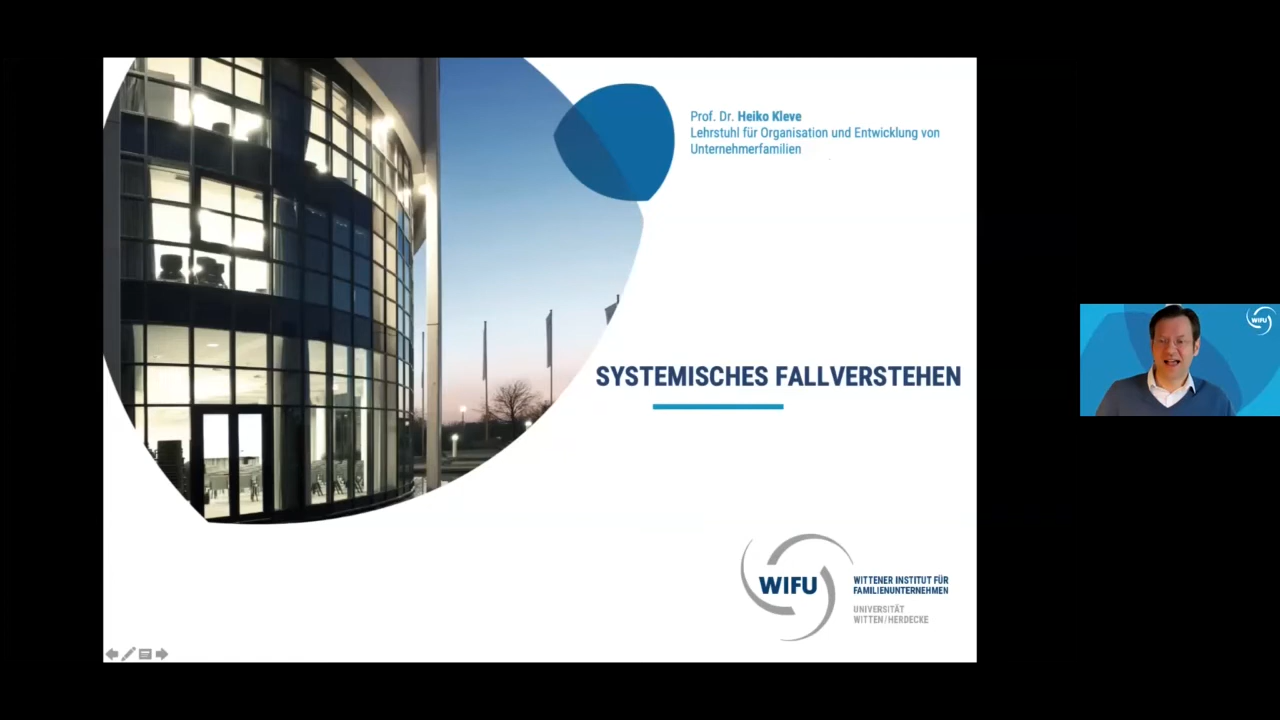 Prof. Dr. Heiko Kleve
Lehrstuhl für Organisation und Entwicklung von
Unternehmerfamilien
SYSTEMISCHES FALLVERSTEHEN
WIFU
WITTENER INSTITUT FÜR
FAMILIENUNTERNEHMEN
UNIVERSITÄT
WITTEN/HERDECKE
WIFU